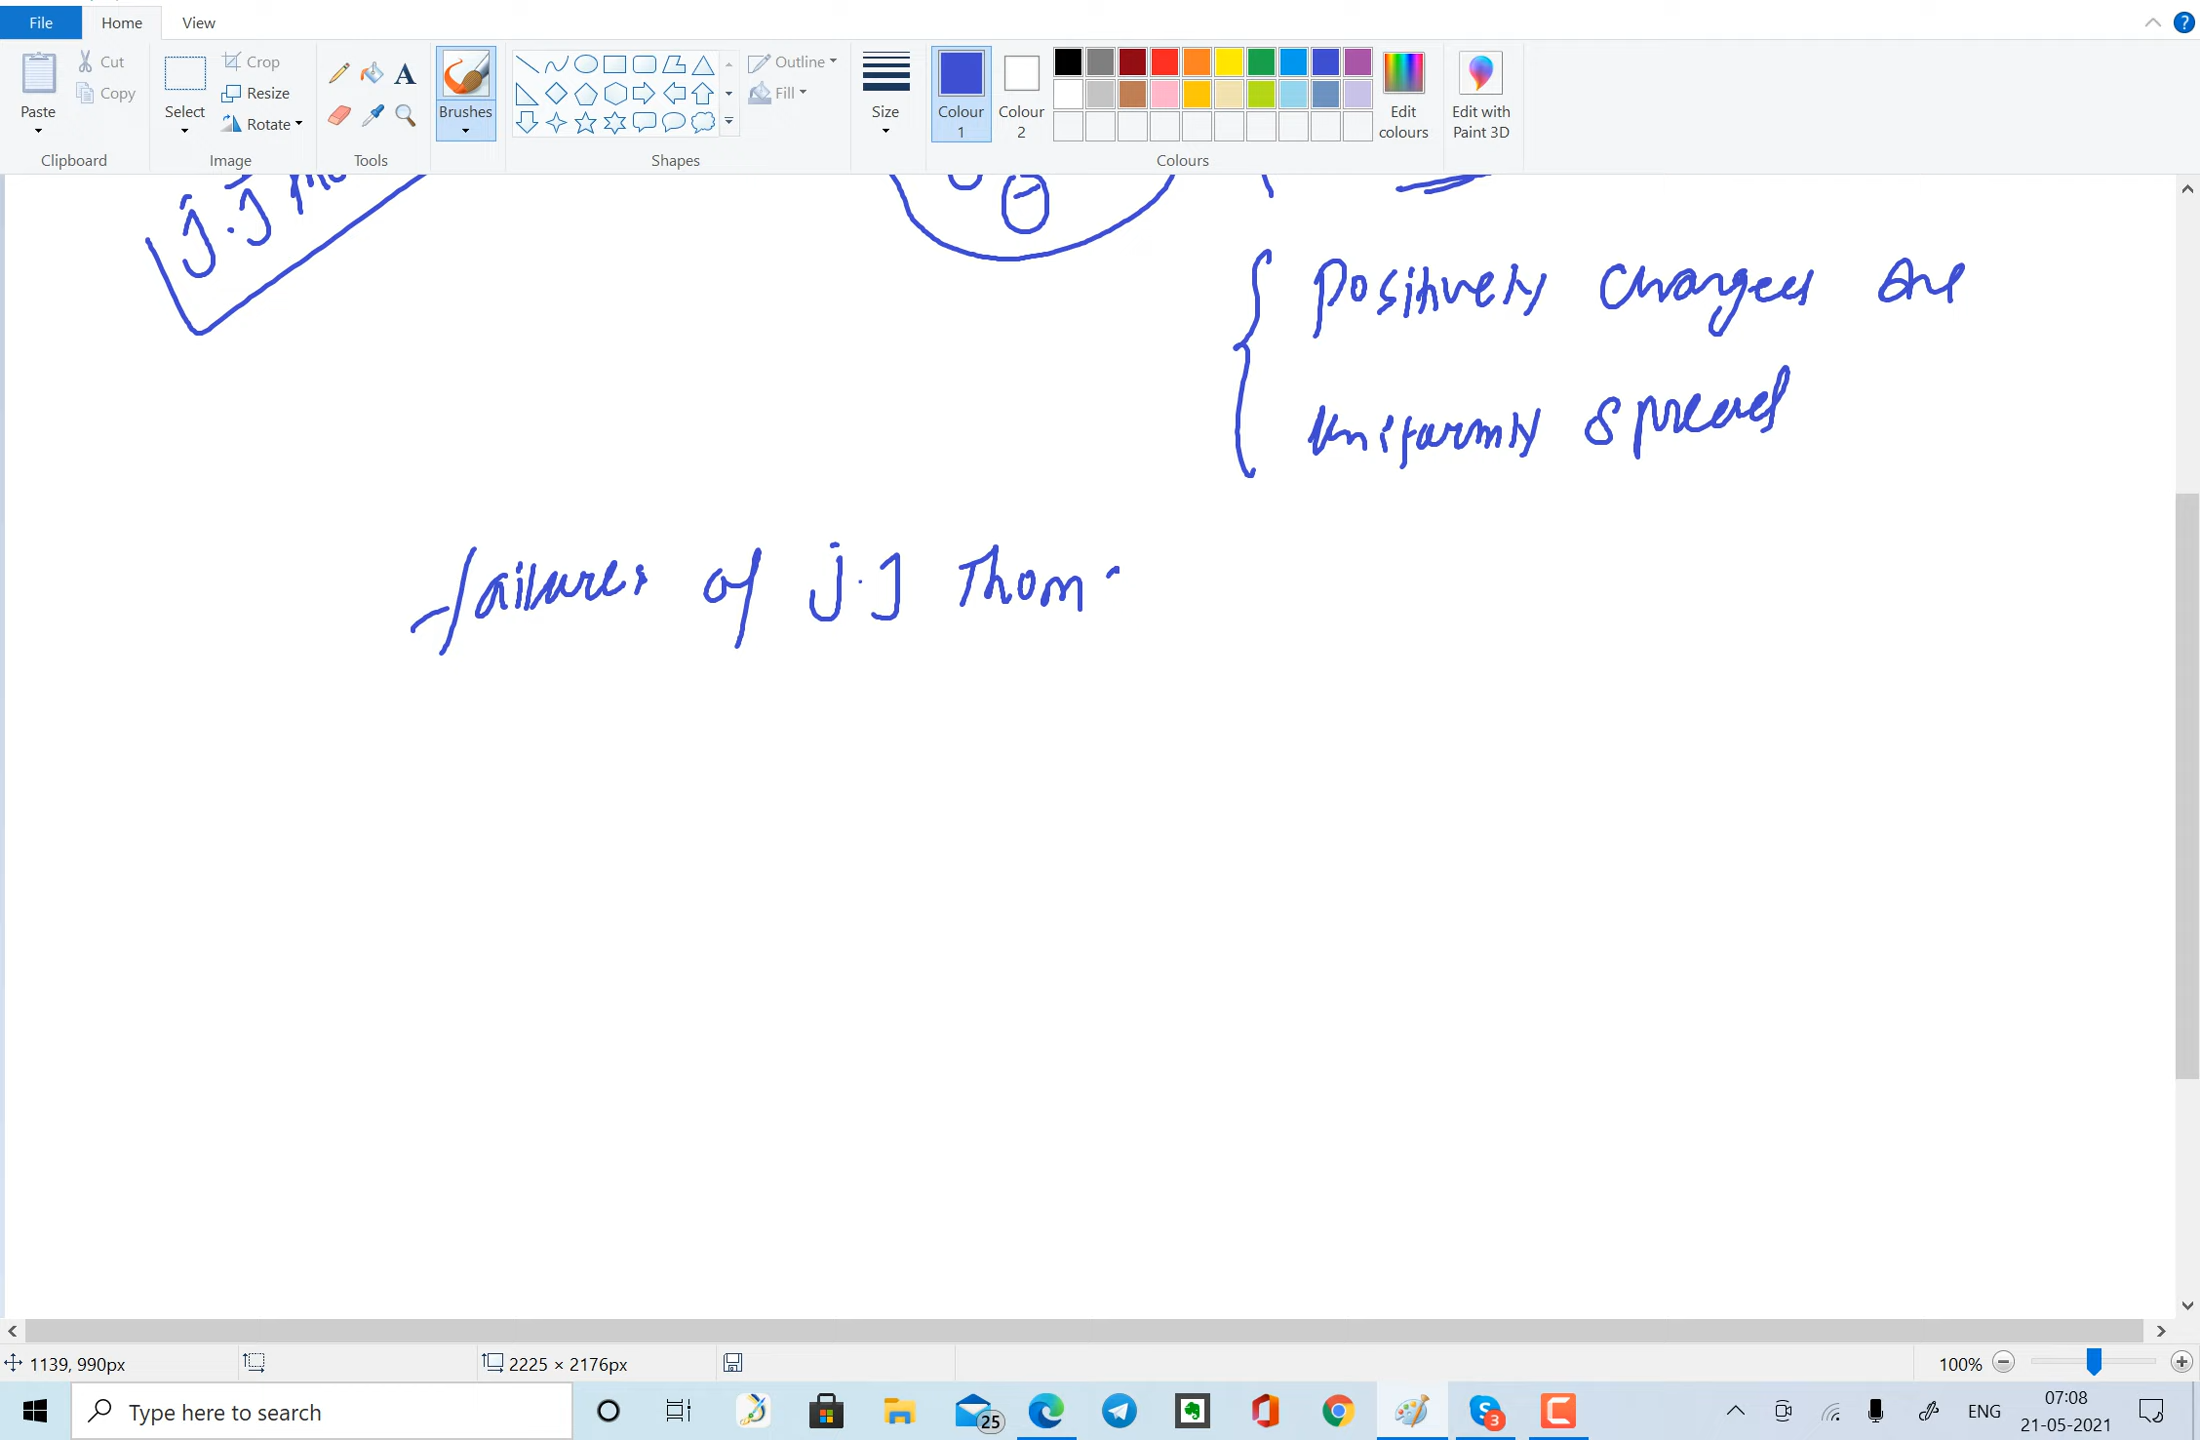 File Home View
Paste Cut Copy Select Crop Resize Rotate Brushes Outline Fill Size Colour 1 Colour 2 Edit colours Edit with Paint 3D
Clipboard Image Tools Shapes Colours
j.j
positively charged are
uniformly spread
failures of J.J Thom
1139, 990px 2225 × 2176px 100%
Type here to search 25 3 ENG 07:08
21-05-2021